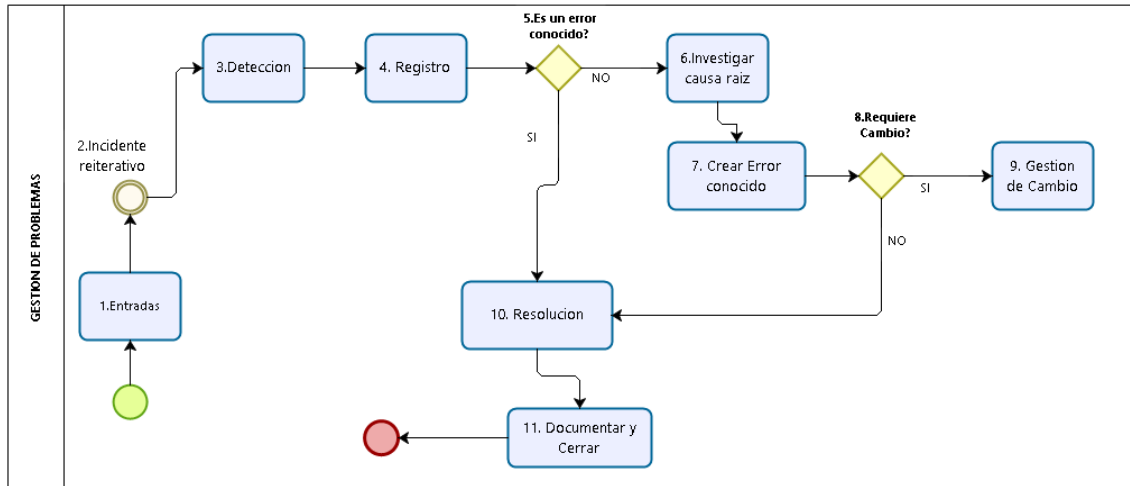 GESTION DE PROBLEMAS
1.Entradas
2.Incidente
reiterativo
3.Deteccion
4. Registro
5.Es un error
conocido?
NO
SI
6.Investigar
causa raiz
7. Crear Error
conocido
8.Requiere
Cambio?
SI
NO
9. Gestion
de Cambio
10. Resolucion
11. Documentar y
Cerrar